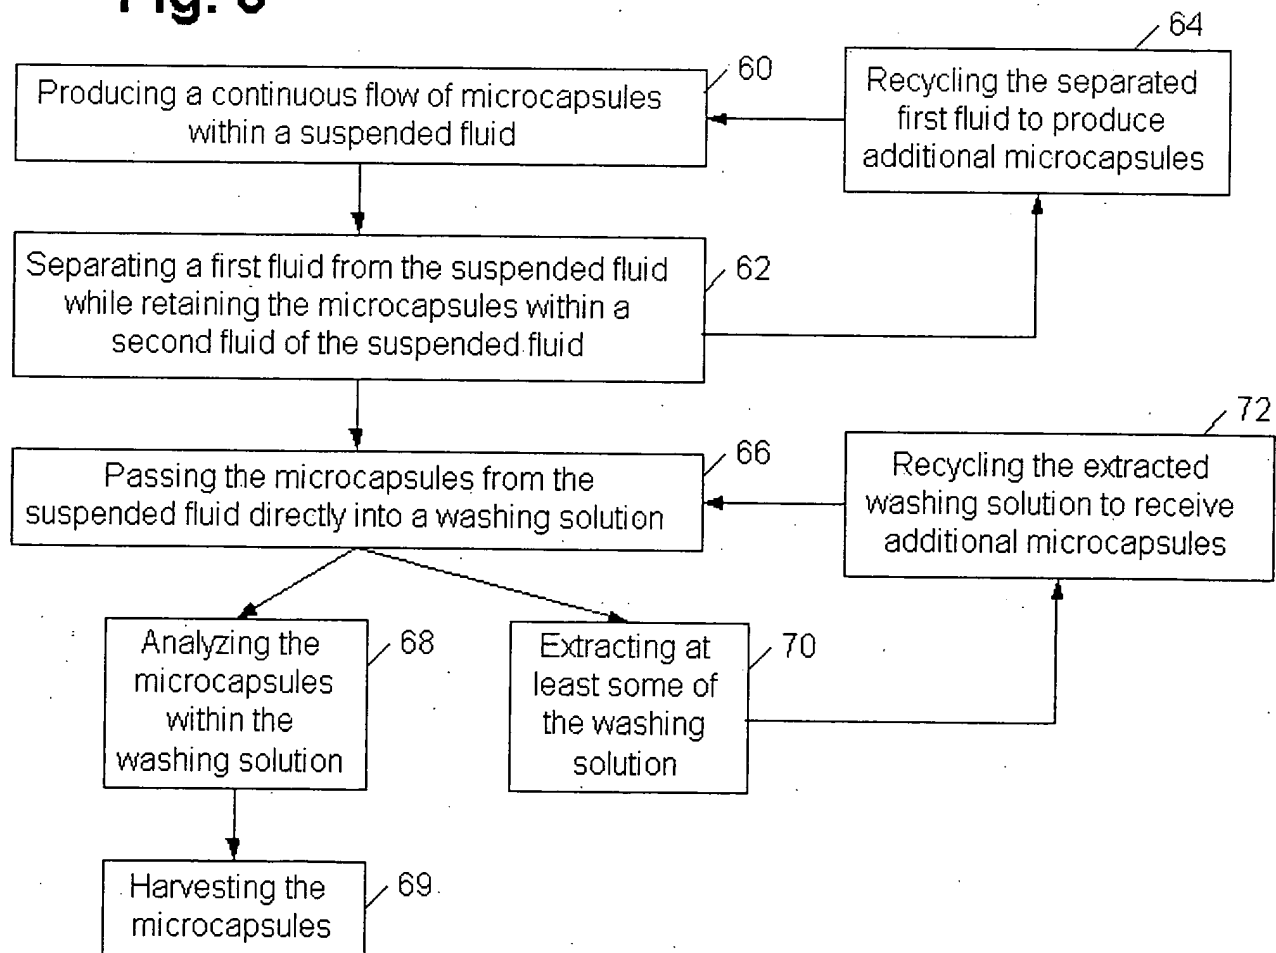 64
60
Producing a continuous flow of microcapsules
within a suspended fluid
Recycling the separated
first fluid to produce
additional microcapsules
Separating a first fluid from the suspended fluid
while retaining the microcapsules within a
second fluid of the suspended fluid
62
72
66
Passing the microcapsules from the
suspended fluid directly into a washing solution
Recycling the extracted
washing solution to receive
additional microcapsules
Analyzing the
microcapsules
within the
washing solution
68
Extracting at
least some of
the washing
solution
70
Harvesting the
microcapsules
69